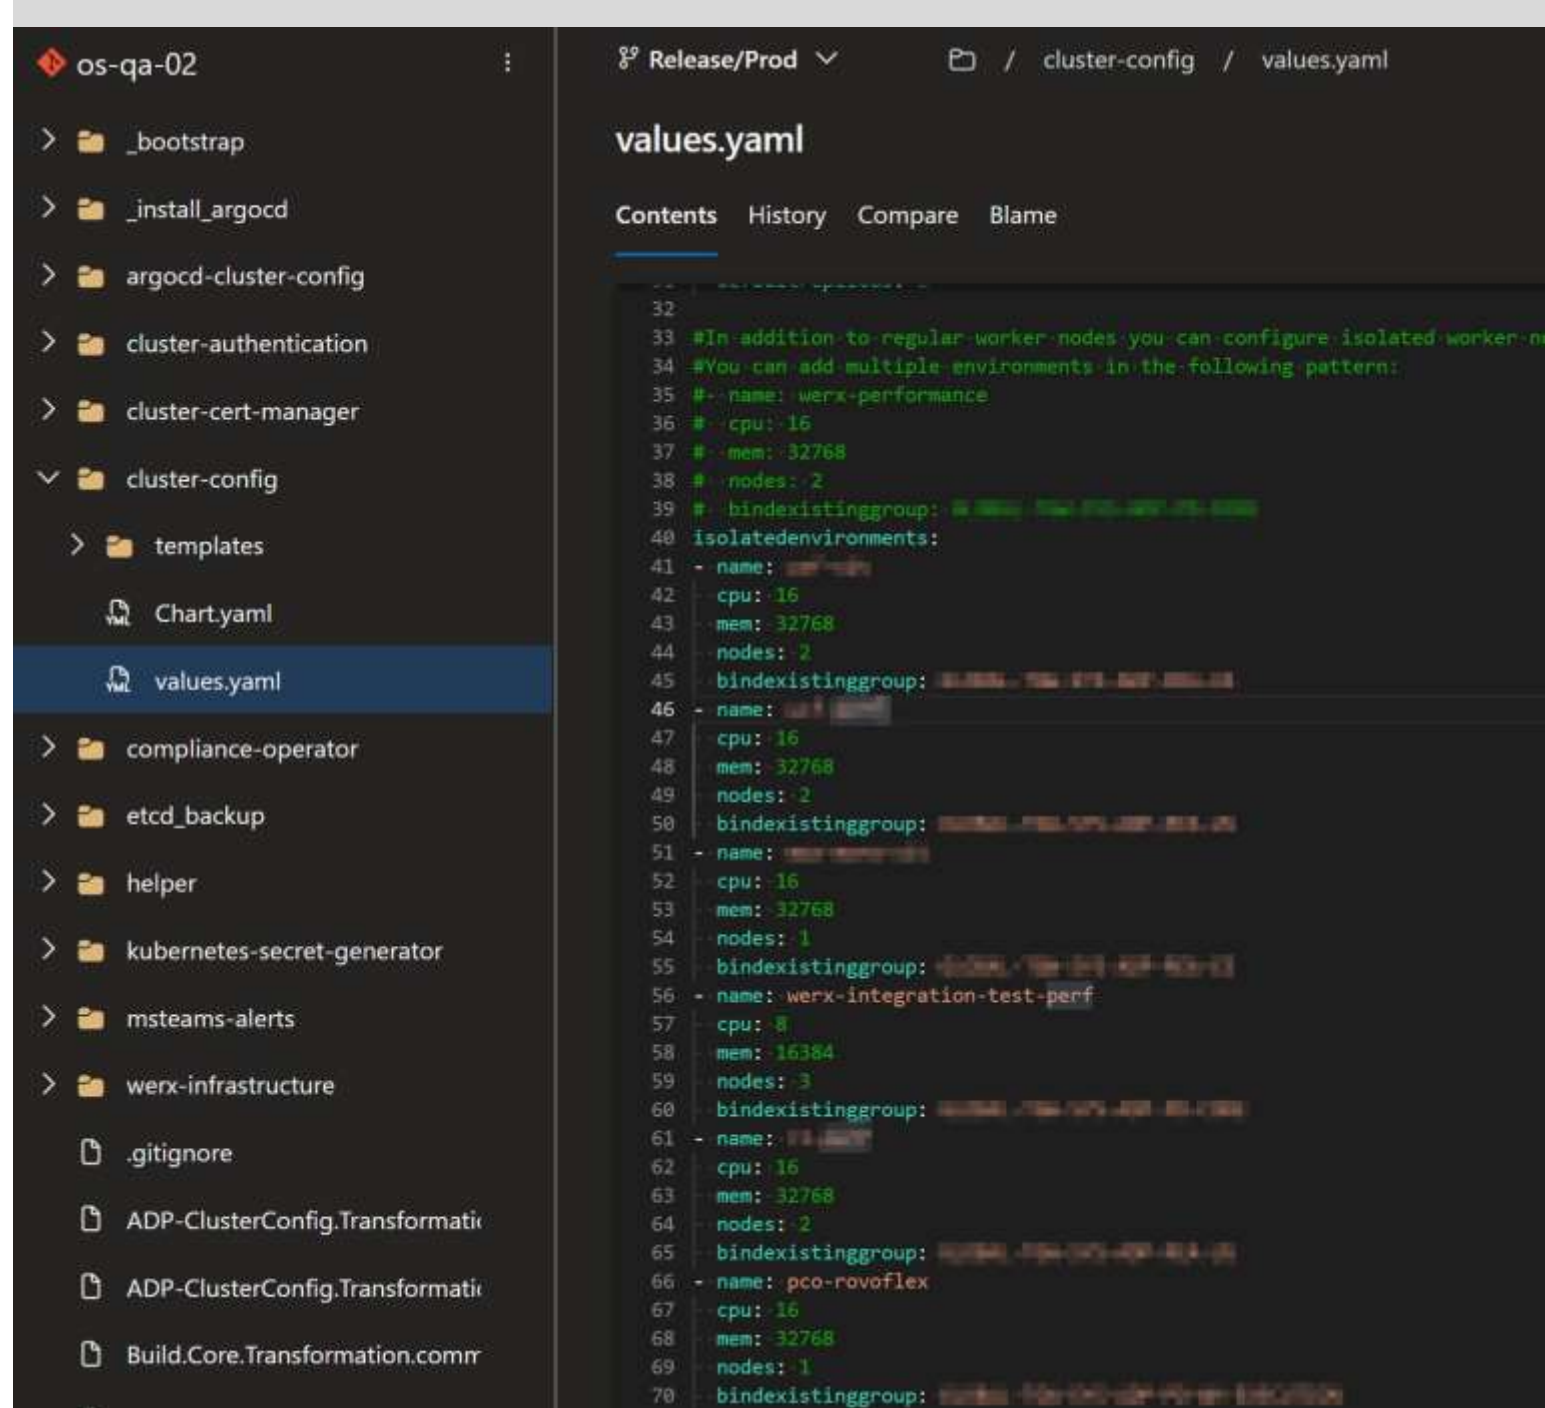 os-qa-02
_bootstrap
_install_argocd
argocd-cluster-config
cluster-authentication
cluster-cert-manager
cluster-config
templates
Chart.yaml
values.yaml
compliance-operator
etcd_backup
helper
kubernetes-secret-generator
msteams-alerts
werx-infrastructure
.gitignore
ADP-ClusterConfig.Transformati
ADP-ClusterConfig.Transformati
Build.Core.Transformation.comm
Release/Prod / cluster-config / values.yaml
values.yaml
Contents History Compare Blame
32
33 #In addition to regular worker nodes you can configure isolated worker n
34 #You can add multiple environments in the following pattern:
35 #- name: werx-performance
36 # cpu: 16
37 # mem: 32768
38 # nodes: 2
39 # bindexistinggroup:
40 isolatedenvironments:
41 - name:
42 cpu: 16
43 mem: 32768
44 nodes: 2
45 bindexistinggroup:
46 - name:
47 cpu: 16
48 mem: 32768
49 nodes: 2
50 bindexistinggroup:
51 - name:
52 cpu: 16
53 mem: 32768
54 nodes: 1
55 bindexistinggroup:
56 - name: werx-integration-test-perf
57 cpu: 8
58 mem: 16384
59 nodes: 3
60 bindexistinggroup:
61 - name:
62 cpu: 16
63 mem: 32768
64 nodes: 2
65 bindexistinggroup:
66 - name: pco-rovoflex
67 cpu: 16
68 mem: 32768
69 nodes: 1
70 bindexistinggroup: